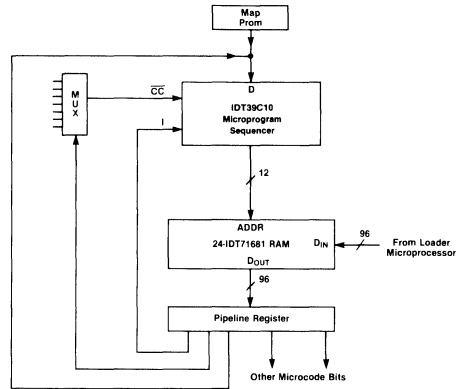 Map
Prom
D
IDT39C10
Microprogram
Sequencer
MUX
CC
I
12
ADDR
24-IDT71681 RAM
DIN
DOUT
96
From Loader
Microprocessor
96
Pipeline Register
Other Microcode Bits